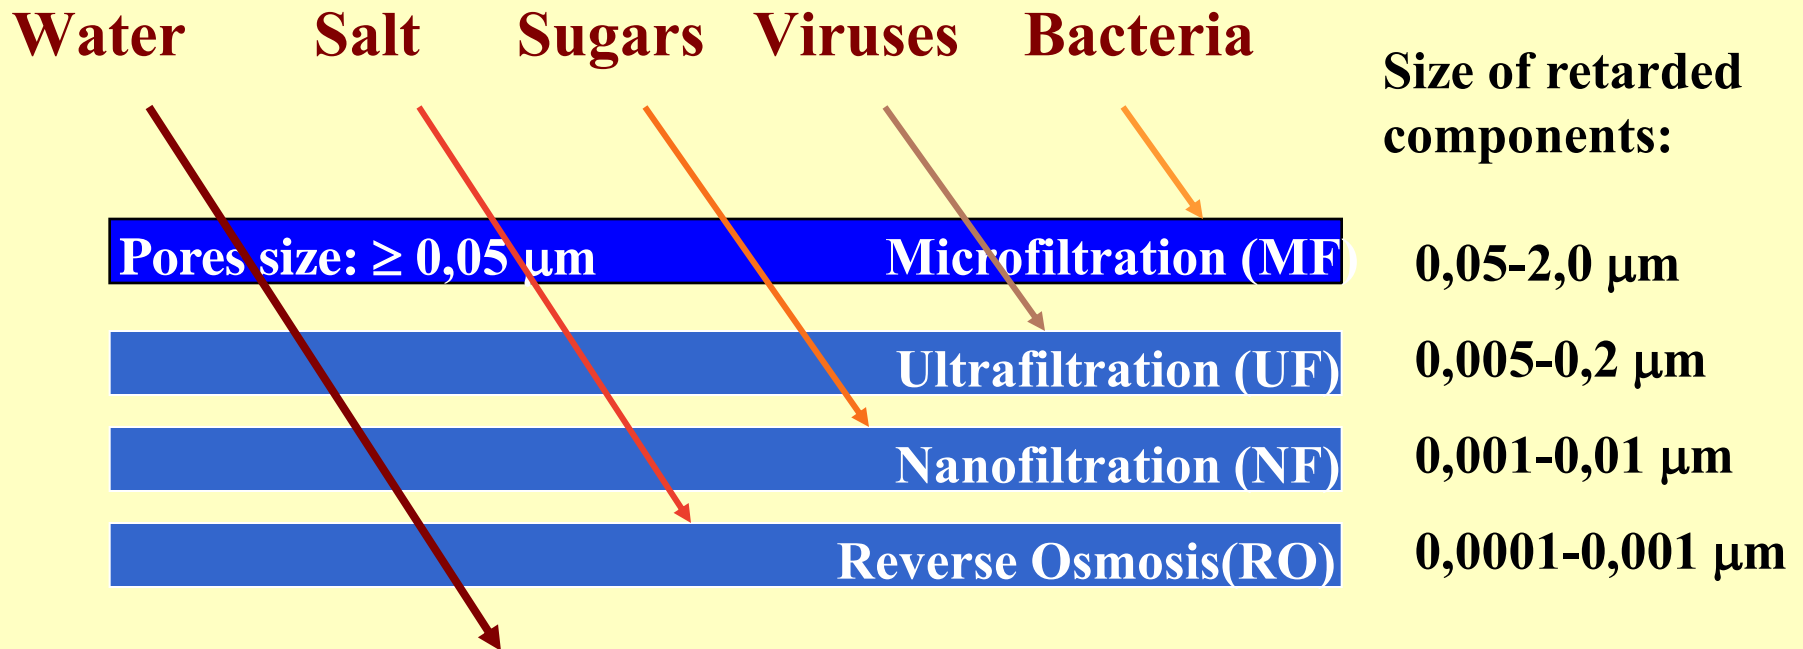 Water Salt Sugars Viruses Bacteria
Size of retarded
components:
Pores size: ≥ 0,05 μm Microfiltration (MF) 0,05-2,0 μm
Ultrafiltration (UF) 0,005-0,2 μm
Nanofiltration (NF) 0,001-0,01 μm
Reverse Osmosis(RO) 0,0001-0,001 μm